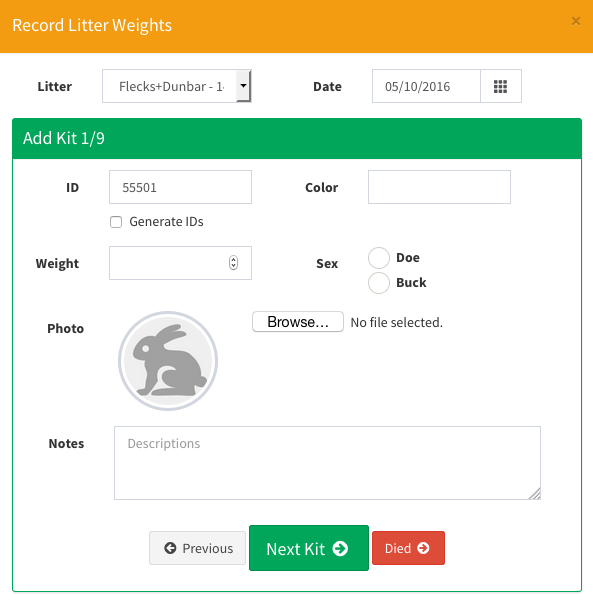 Record Litter Weights ×
Litter Flecks+Dunbar - 1 Date 05/10/2016
Add Kit 1/9
ID 55501 Color
Generate IDs
Weight Sex Doe
Buck
Photo Browse... No file selected.
Notes Descriptions
Previous Next Kit Died